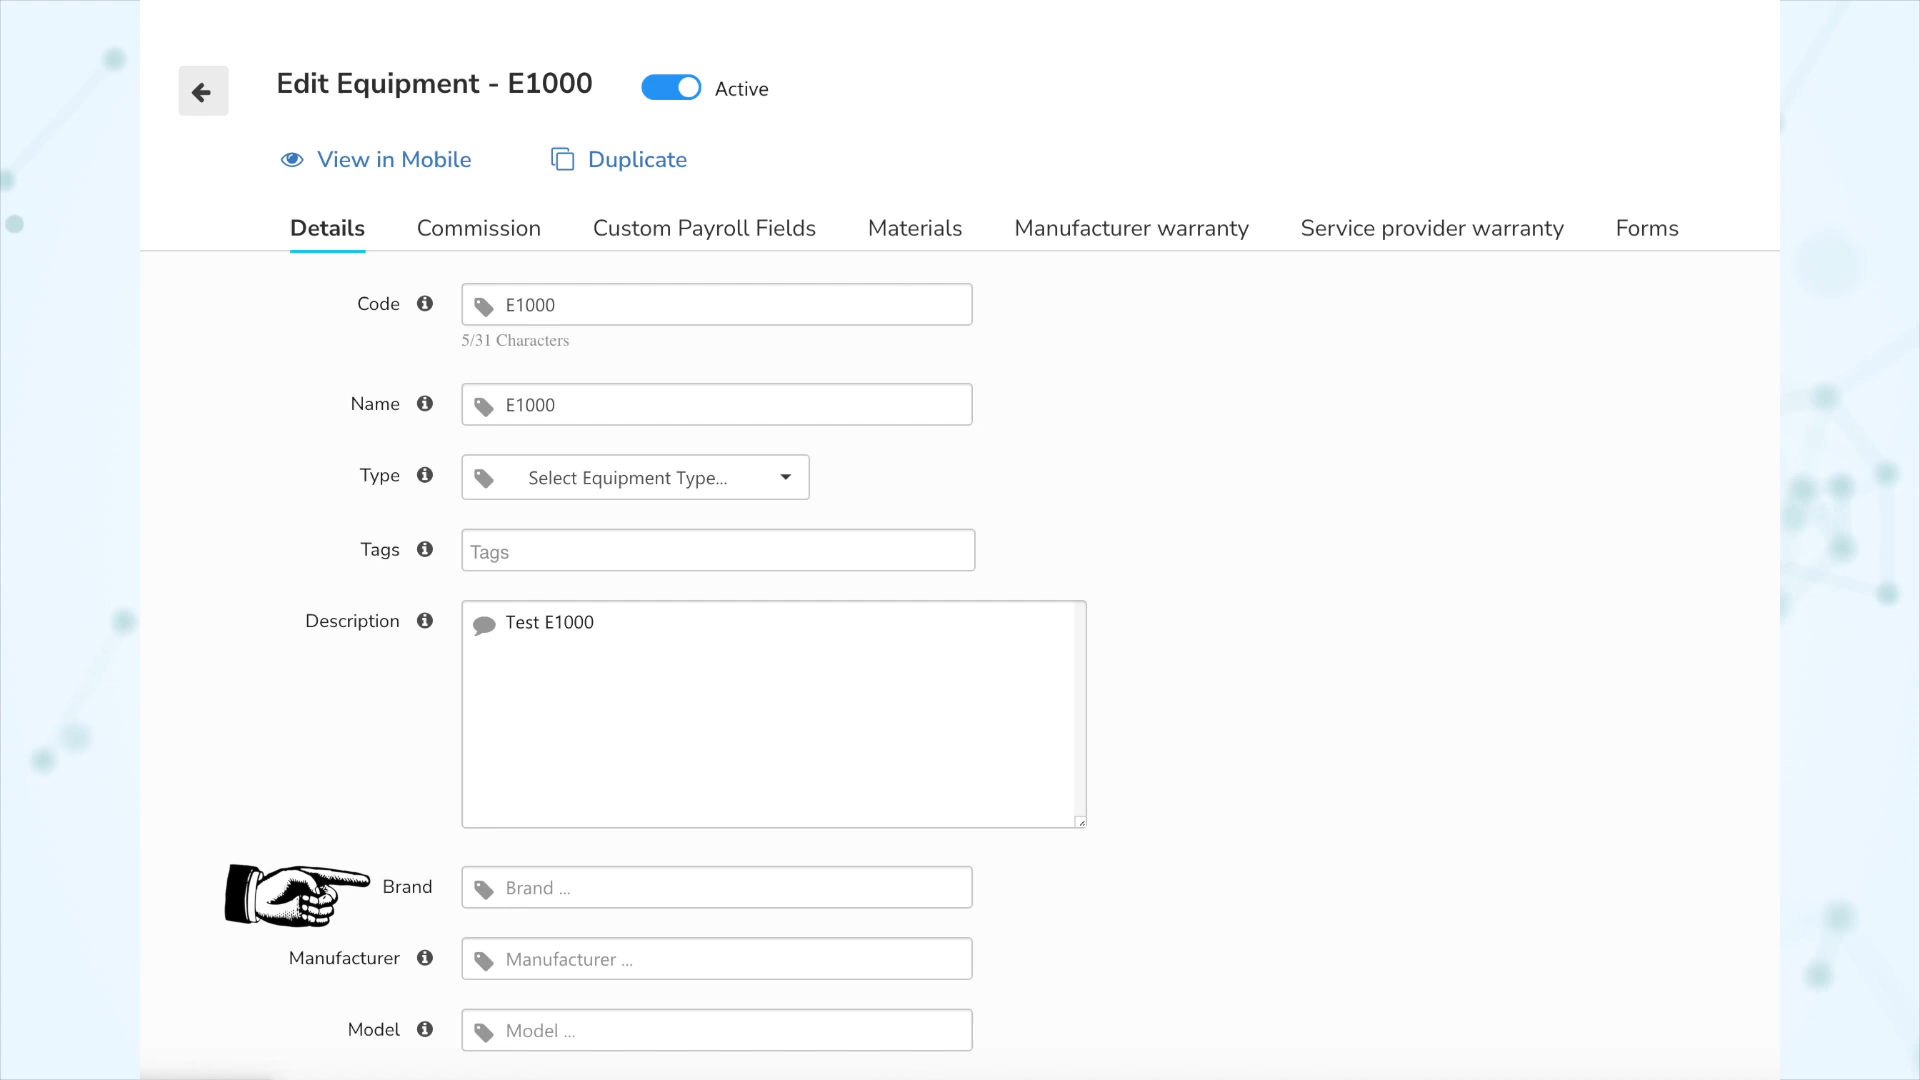 Edit Equipment - E1000
Active
View in Mobile
Duplicate
Details
Commission
Custom Payroll Fields
Materials
Manufacturer warranty
Service provider warranty
Forms
Code
E1000
5/31 Characters
Name
E1000
Type
Select Equipment Type...
Tags
Tags
Description
Test E1000
Brand
Brand ...
Manufacturer
Manufacturer ...
Model
Model ...